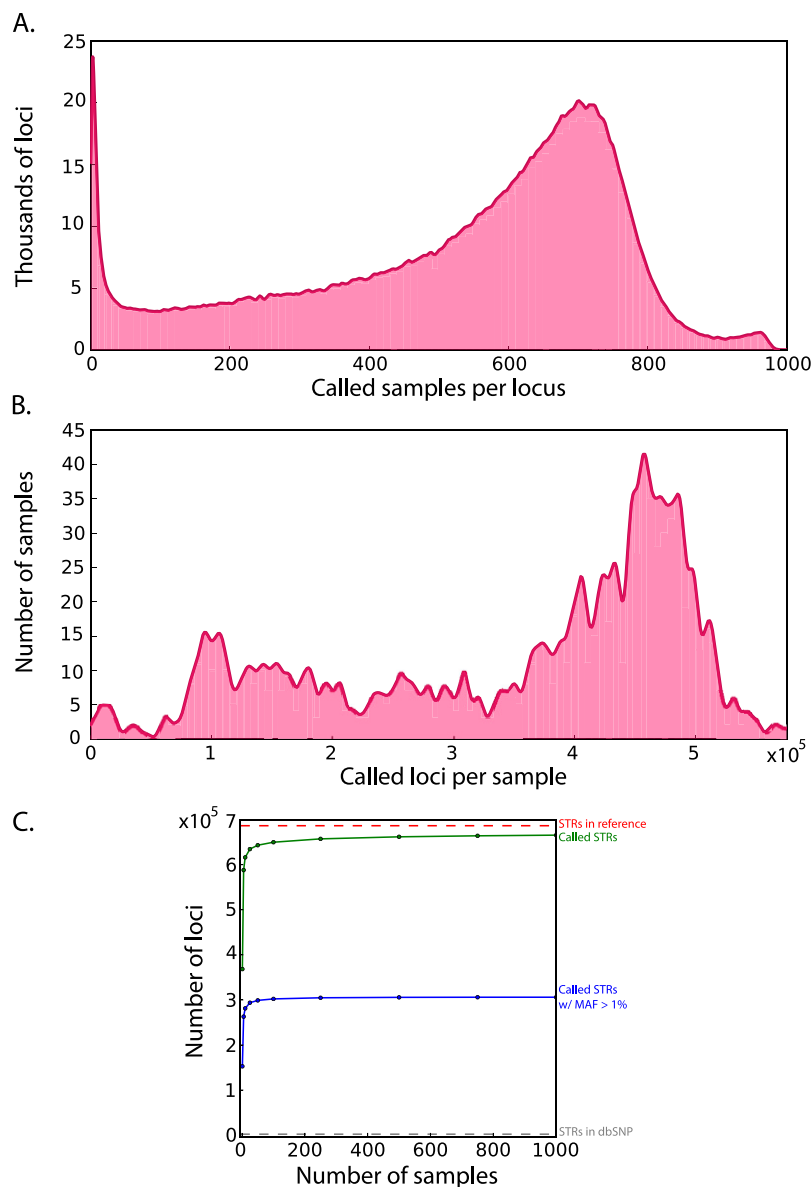 A.
25
20
15
10
5
0
Thousands of loci
0 200 400 600 800 1000
Called samples per locus
B.
45
40
35
30
25
20
15
10
5
0
Number of samples
0 1 2 3 4 5 x10^5
Called loci per sample
C.
x10^5 7
6
5
4
3
2
1
0
Number of loci
STRs in reference
Called STRs
Called STRs
w/ MAF > 1%
STRs in dbSNP
0 200 400 600 800 1000
Number of samples